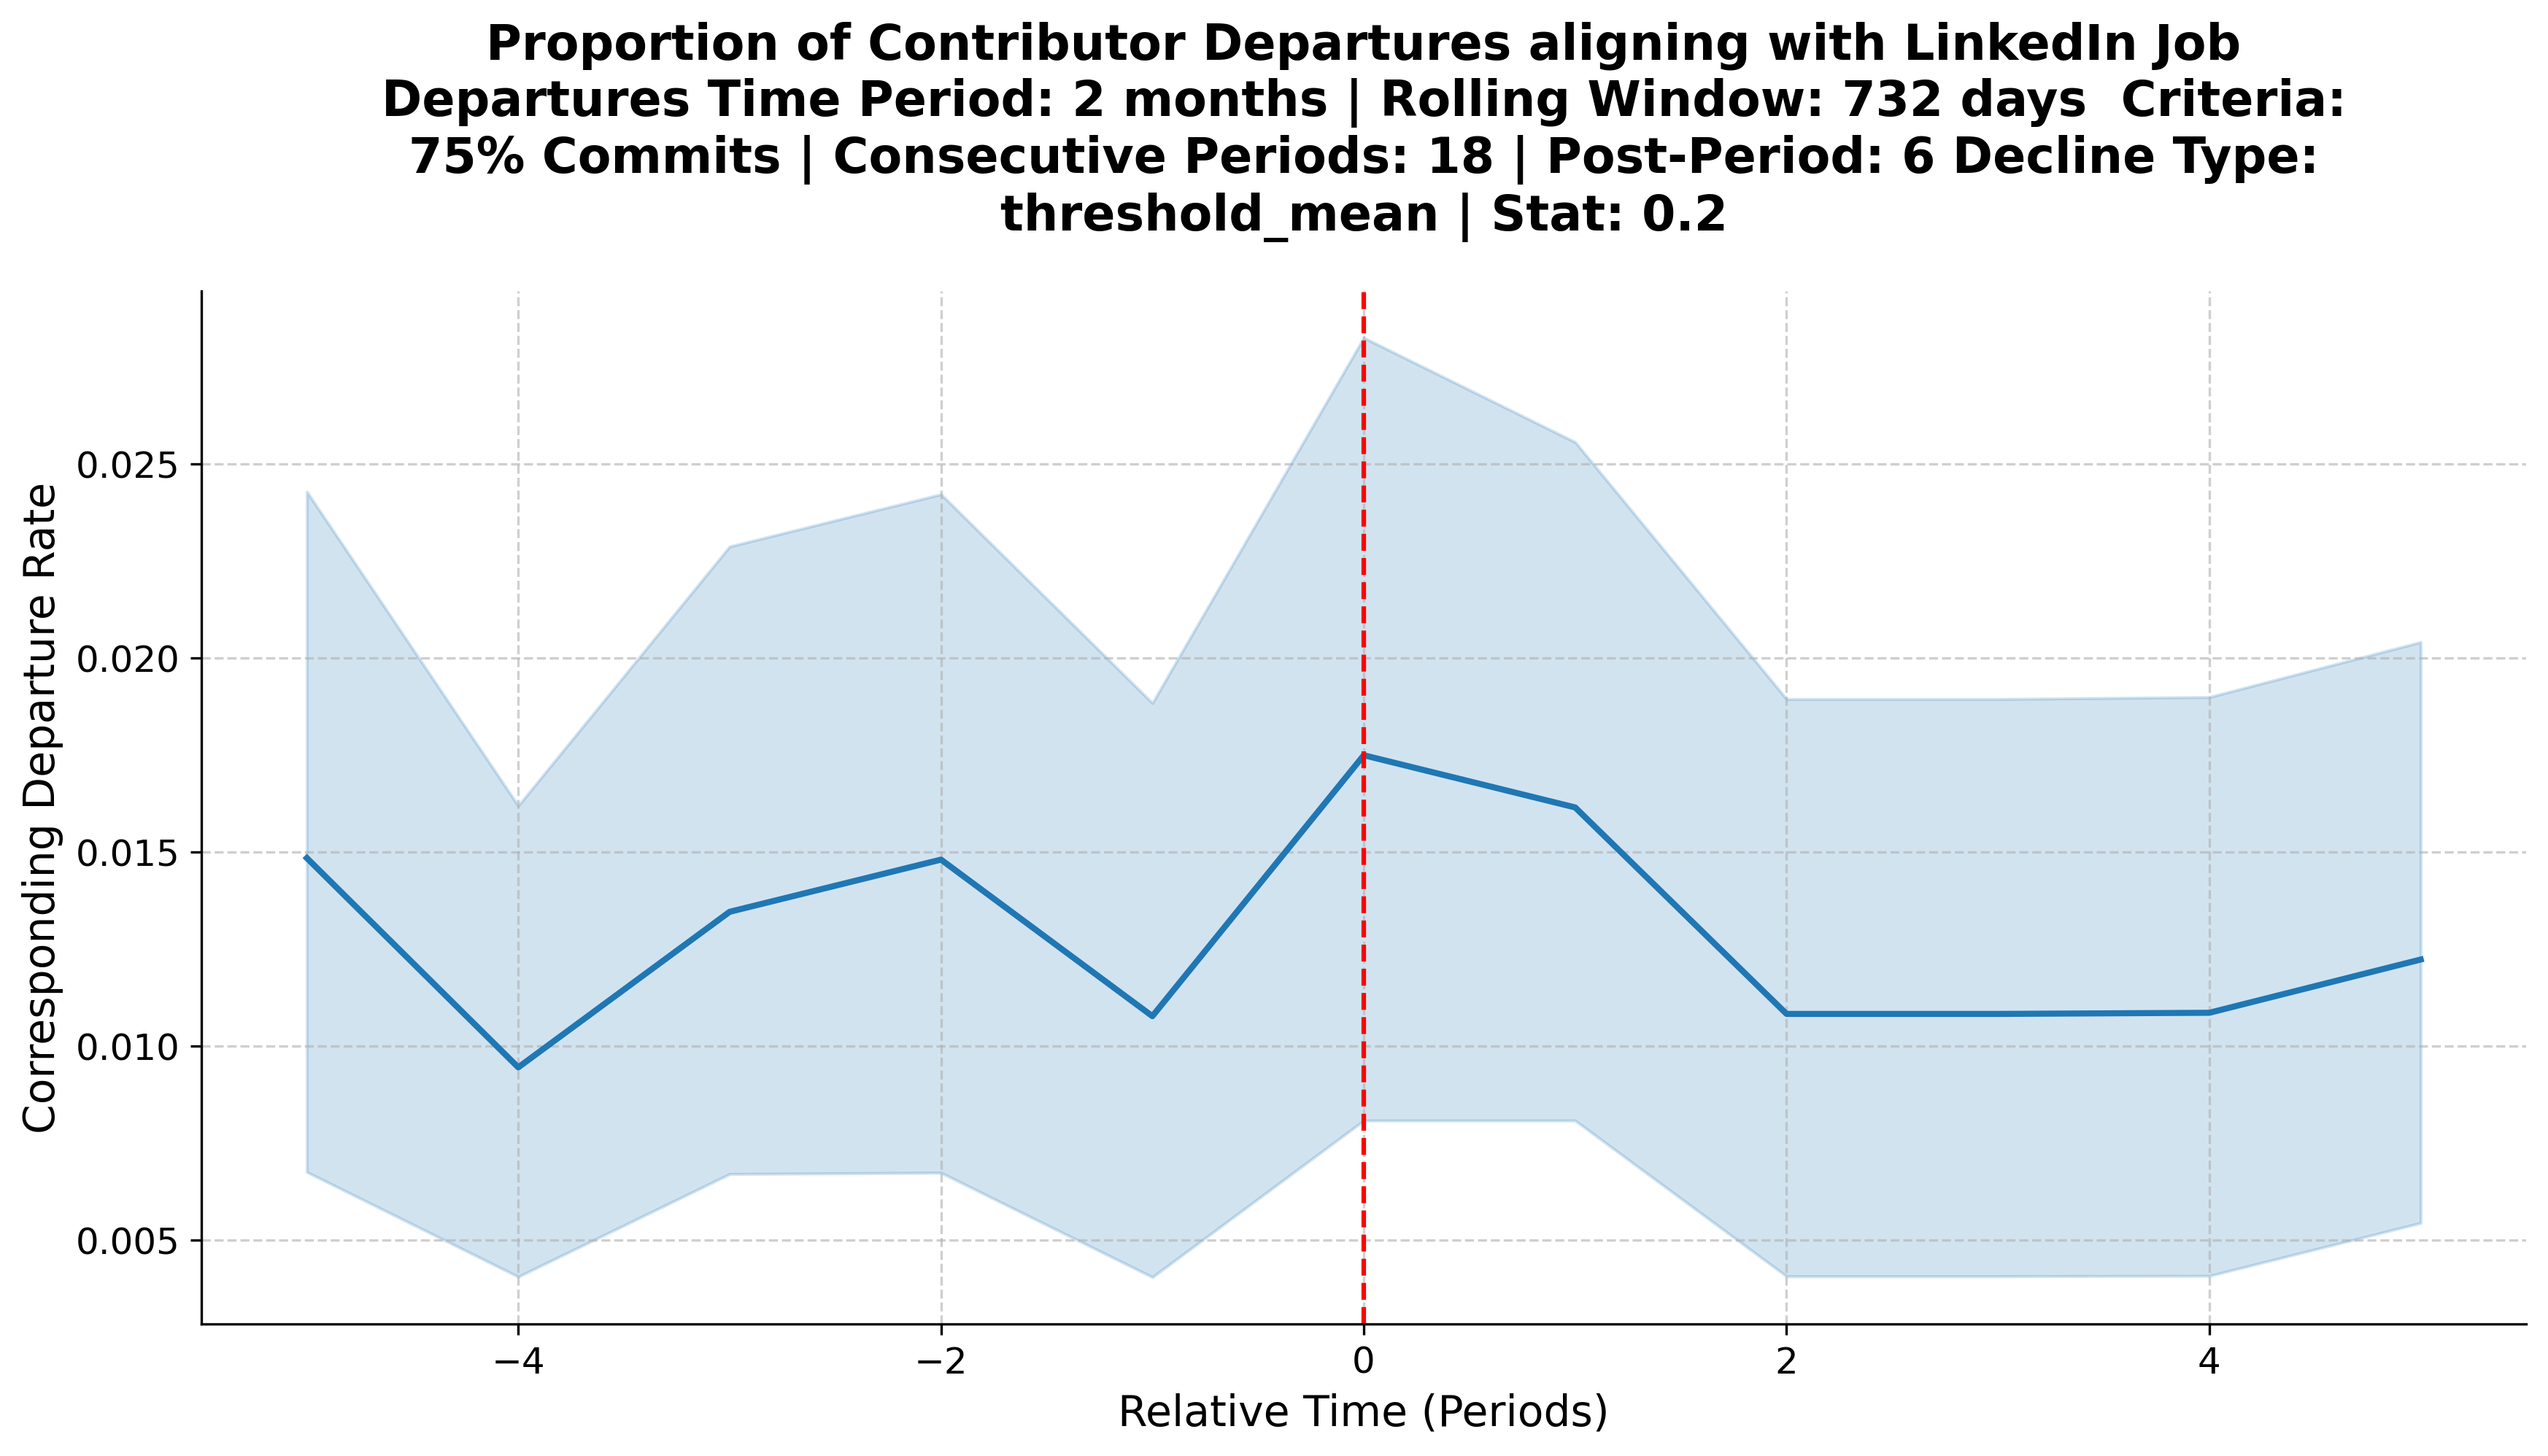 Proportion of Contributor Departures aligning with LinkedIn Job
Departures Time Period: 2 months | Rolling Window: 732 days  Criteria:
75% Commits | Consecutive Periods: 18 | Post-Period: 6 Decline Type:
threshold_mean | Stat: 0.2
Corresponding Departure Rate
0.025
0.020
0.015
0.010
0.005
−4
−2
0
2
4
Relative Time (Periods)